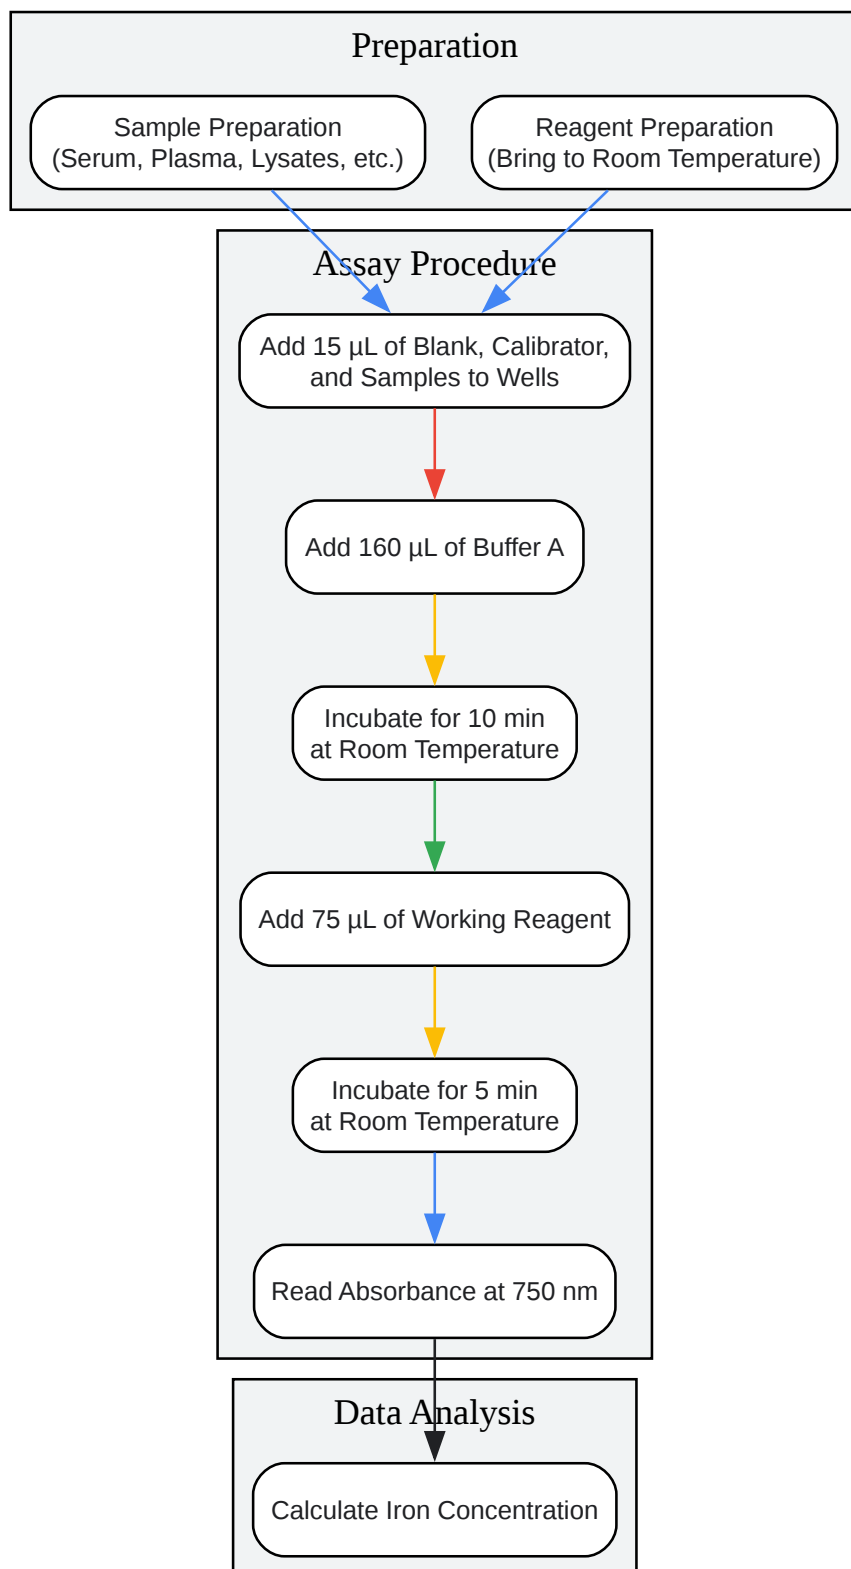 Preparation
Sample Preparation
(Serum, Plasma, Lysates, etc.)
Reagent Preparation
(Bring to Room Temperature)
Assay Procedure
Add 15 µL of Blank, Calibrator,
and Samples to Wells
Add 160 µL of Buffer A
Incubate for 10 min
at Room Temperature
Add 75 µL of Working Reagent
Incubate for 5 min
at Room Temperature
Read Absorbance at 750 nm
Data Analysis
Calculate Iron Concentration